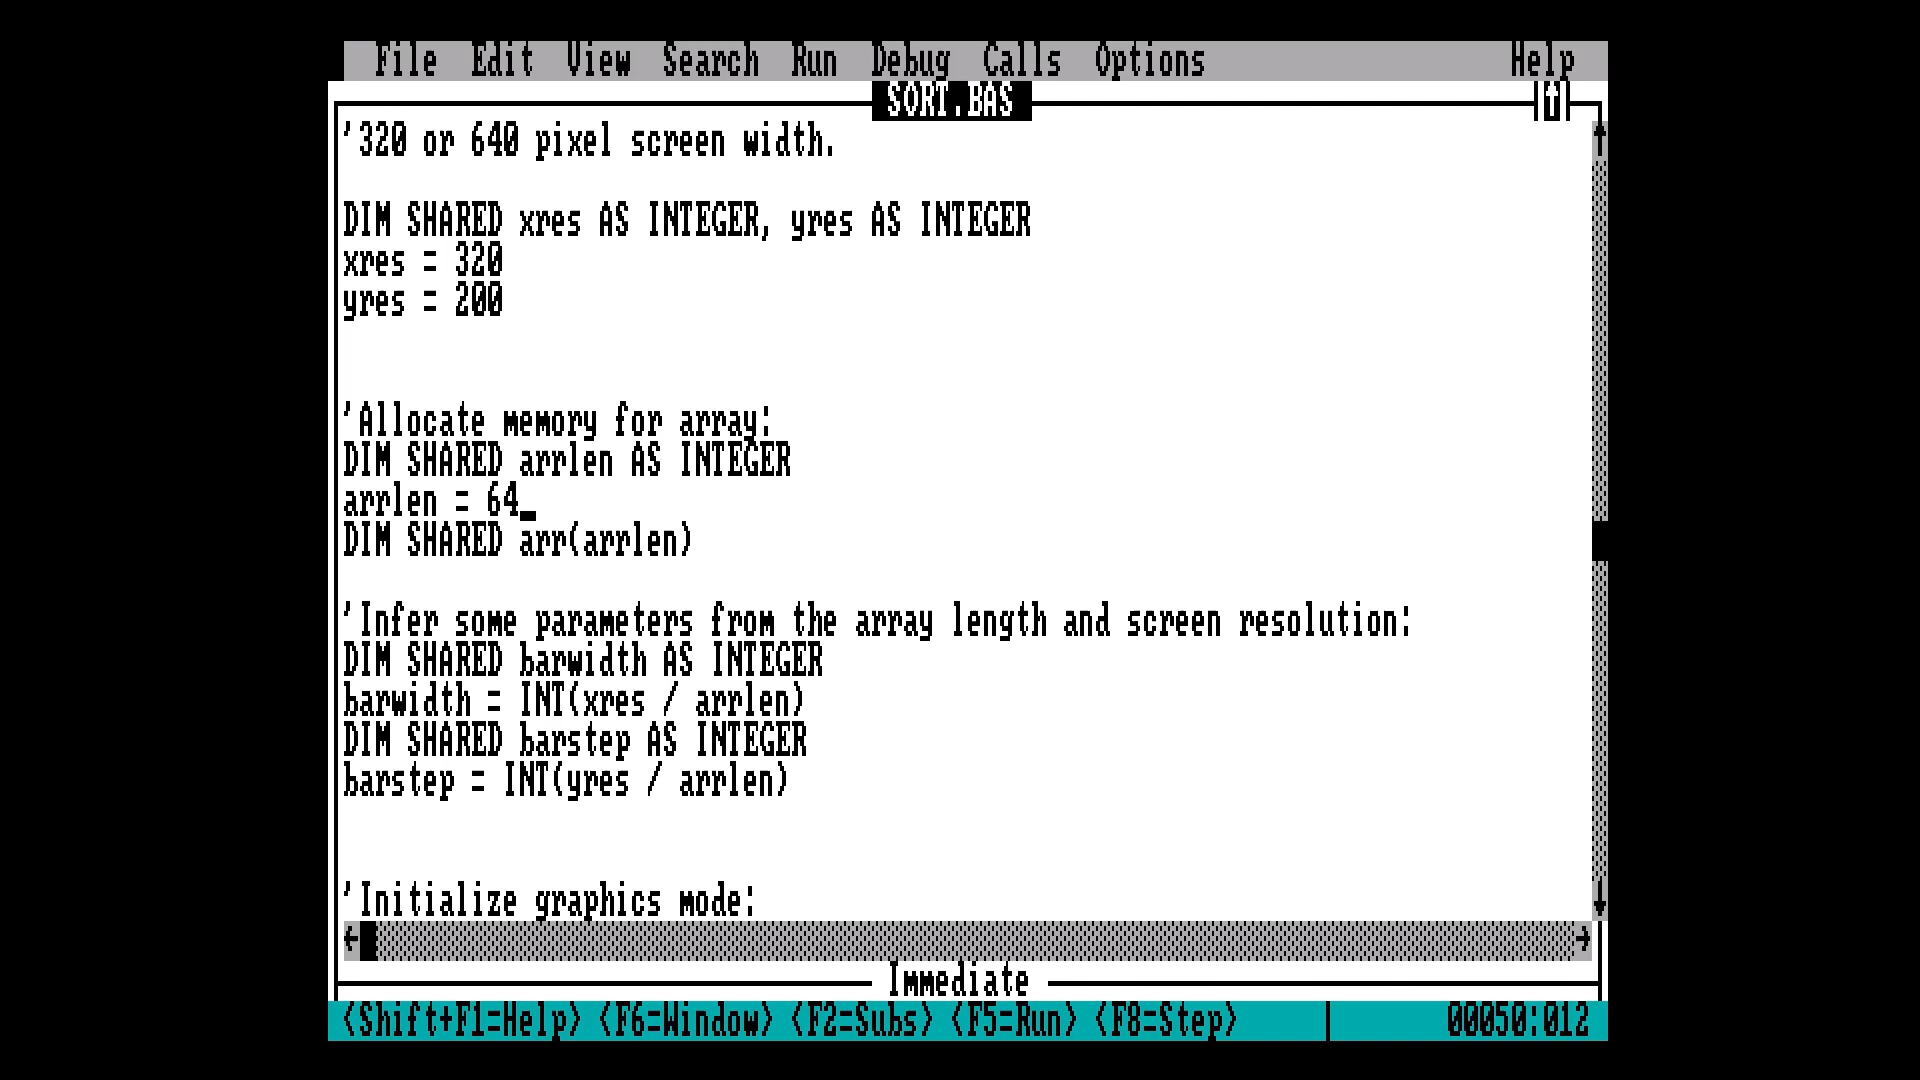 File Edit View Search Run Debug Calls Options Help
SORT.BAS
'320 or 640 pixel screen width.
DIM SHARED xres AS INTEGER, yres AS INTEGER
xres = 320
yres = 200
'Allocate memory for array:
DIM SHARED arrlen AS INTEGER
arrlen = 64_
DIM SHARED arr(arrlen)
'Infer some parameters from the array length and screen resolution:
DIM SHARED barwidth AS INTEGER
barwidth = INT(xres / arrlen)
DIM SHARED barstep AS INTEGER
barstep = INT(yres / arrlen)
'Initialize graphics mode:
Immediate
<Shift+F1=Help> <F6=Window> <F2=Subs> <F5=Run> <F8=Step> 00050:012